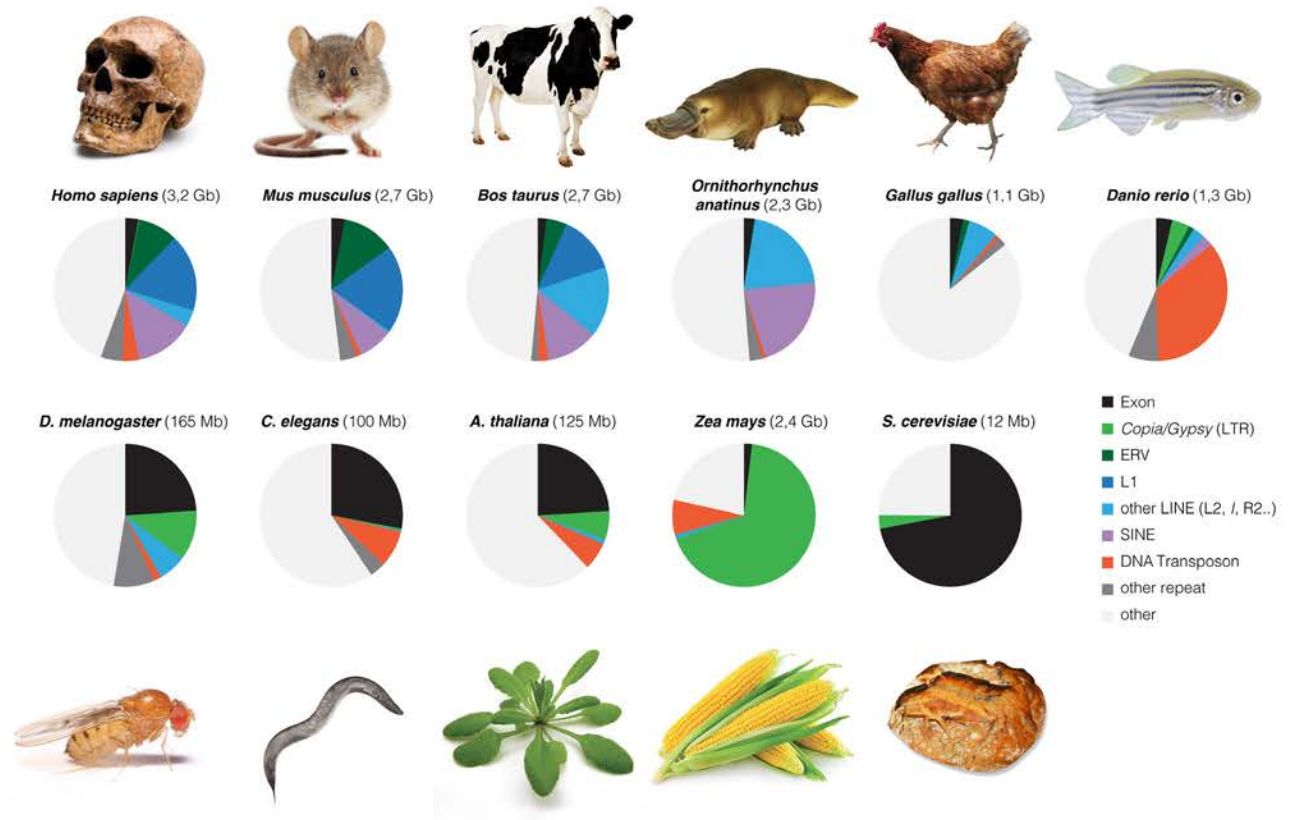 Homo sapiens (3,2 Gb)
Mus musculus (2,7 Gb)
Bos taurus (2,7 Gb)
Ornithorhynchus
anatinus (2,3 Gb)
Gallus gallus (1,1 Gb)
Danio rerio (1,3 Gb)
D. melanogaster (165 Mb)
C. elegans (100 Mb)
A. thaliana (125 Mb)
Zea mays (2,4 Gb)
S. cerevisiae (12 Mb)
Exon
Copia/Gypsy (LTR)
ERV
L1
other LINE (L2, I, R2..)
SINE
DNA Transposon
other repeat
other